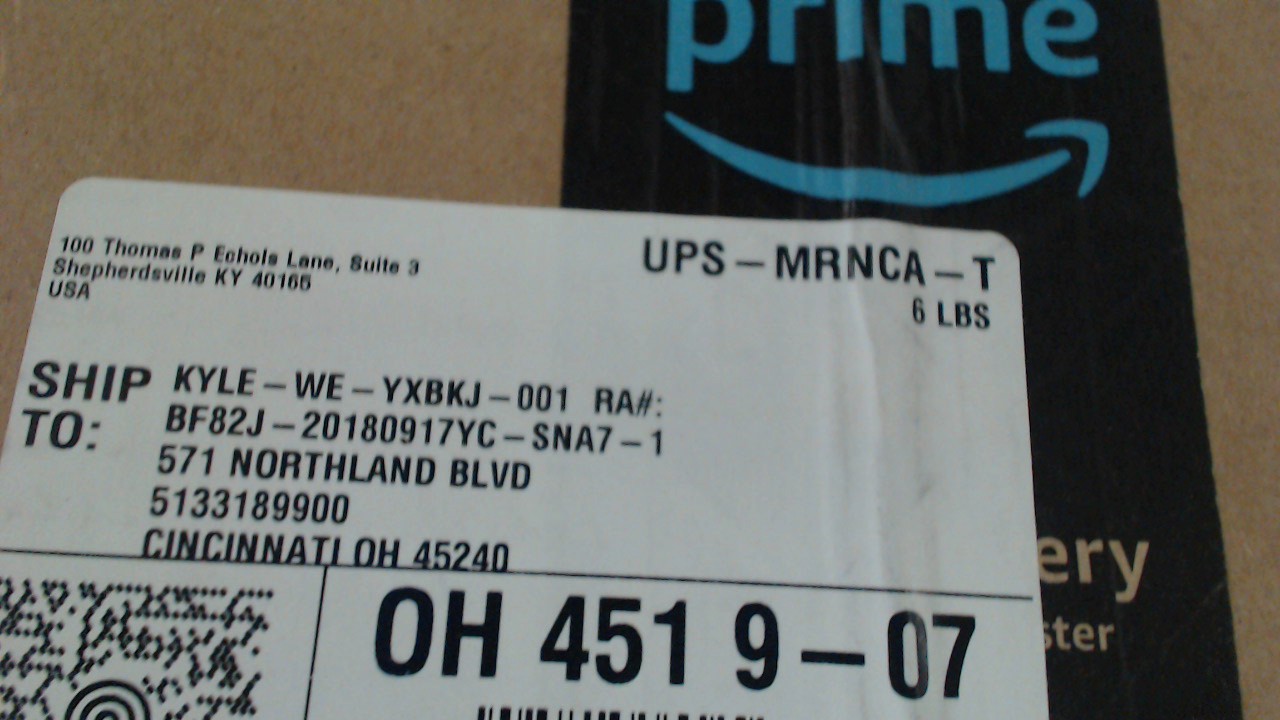 prime
100 Thomas P Echols Lane, Suite 3
Shepherdsville KY 40165
USA
UPS-MRNCA-T
6 LBS
SHIP TO:
KYLE-WE-YXBKJ-001 RA#:
BF82J-20180917YC-SNA7-1
571 NORTHLAND BLVD
5133189900
CINCINNATI OH 45240
ery
ster
OH 451 9-07